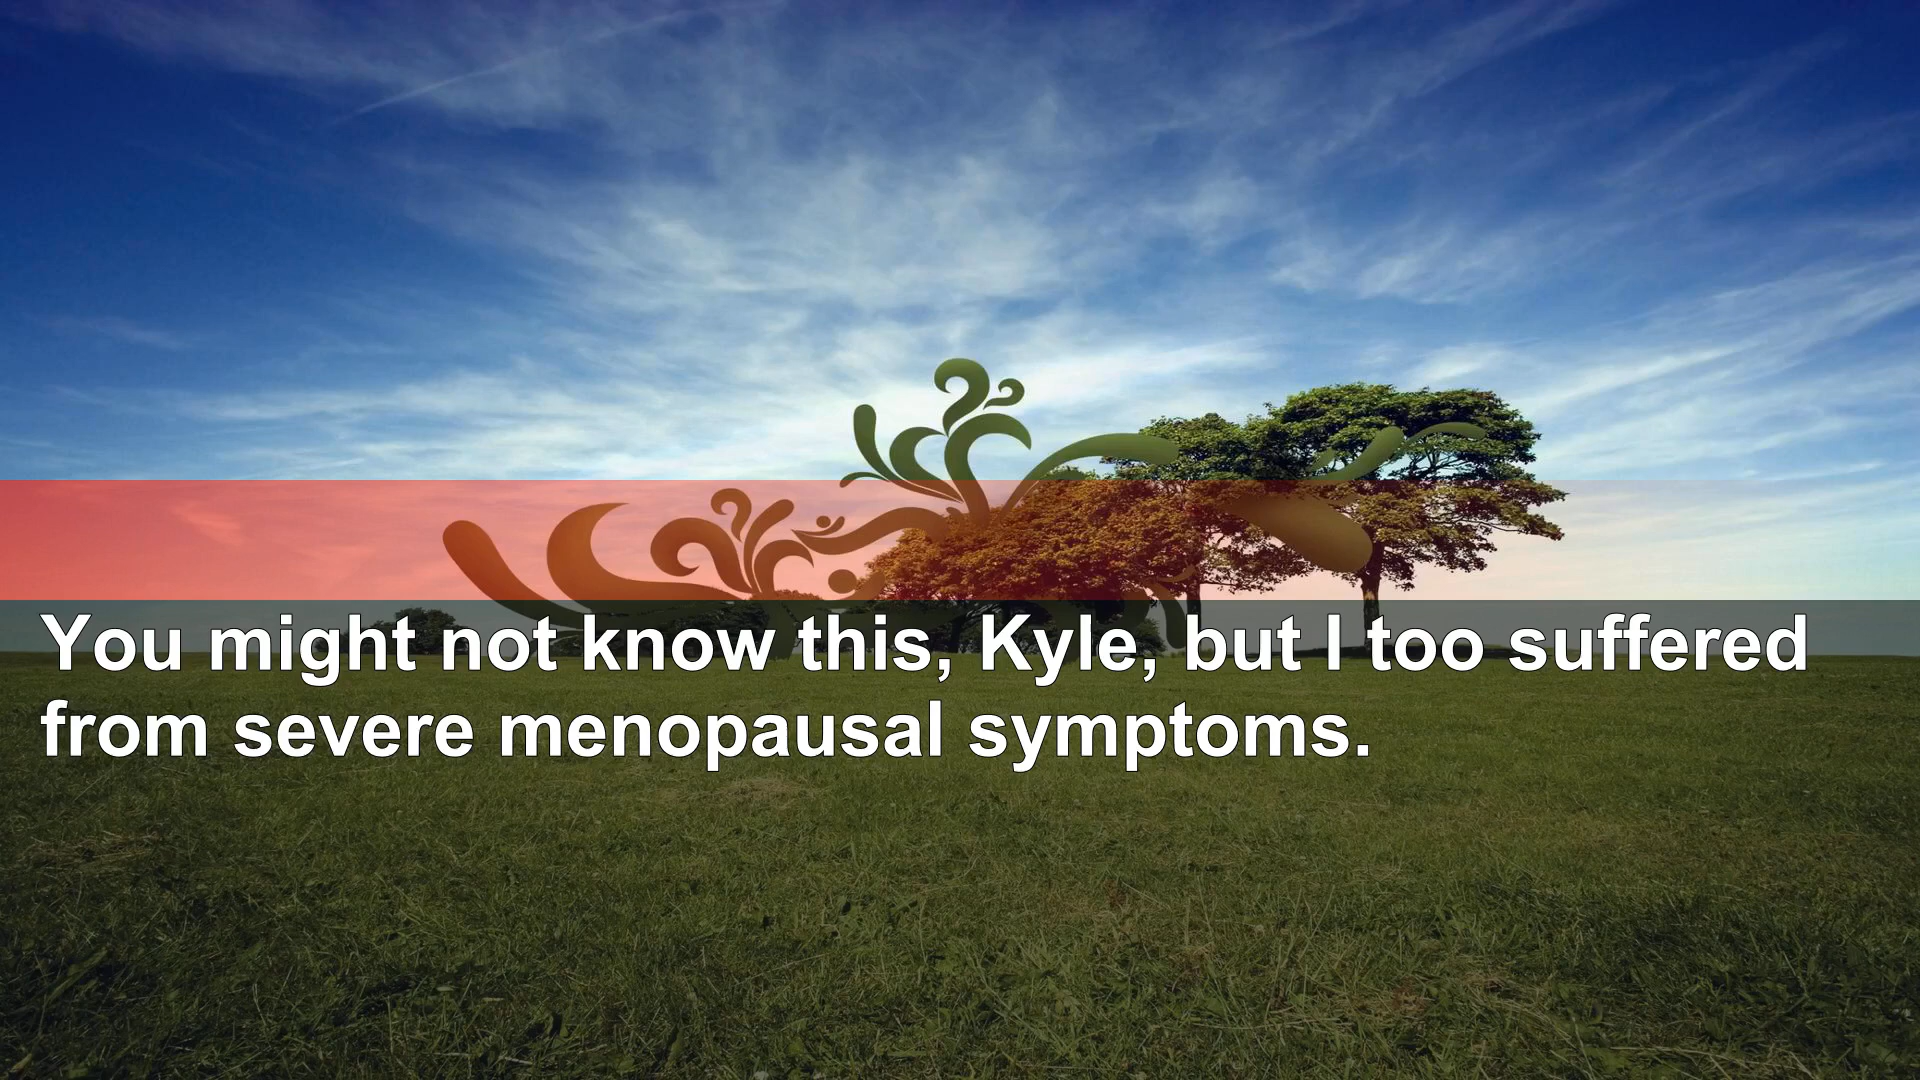 You might not know this, Kyle, but I too suffered
from severe menopausal symptoms.